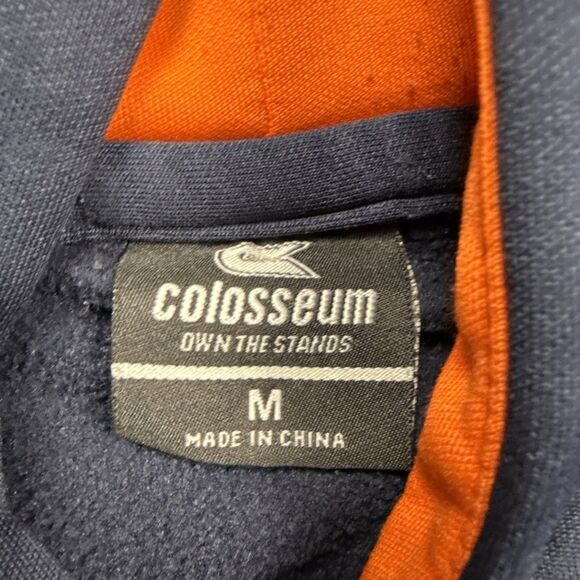 COLOSSEUM
OWN THE STANDS
M
MADE IN CHINA